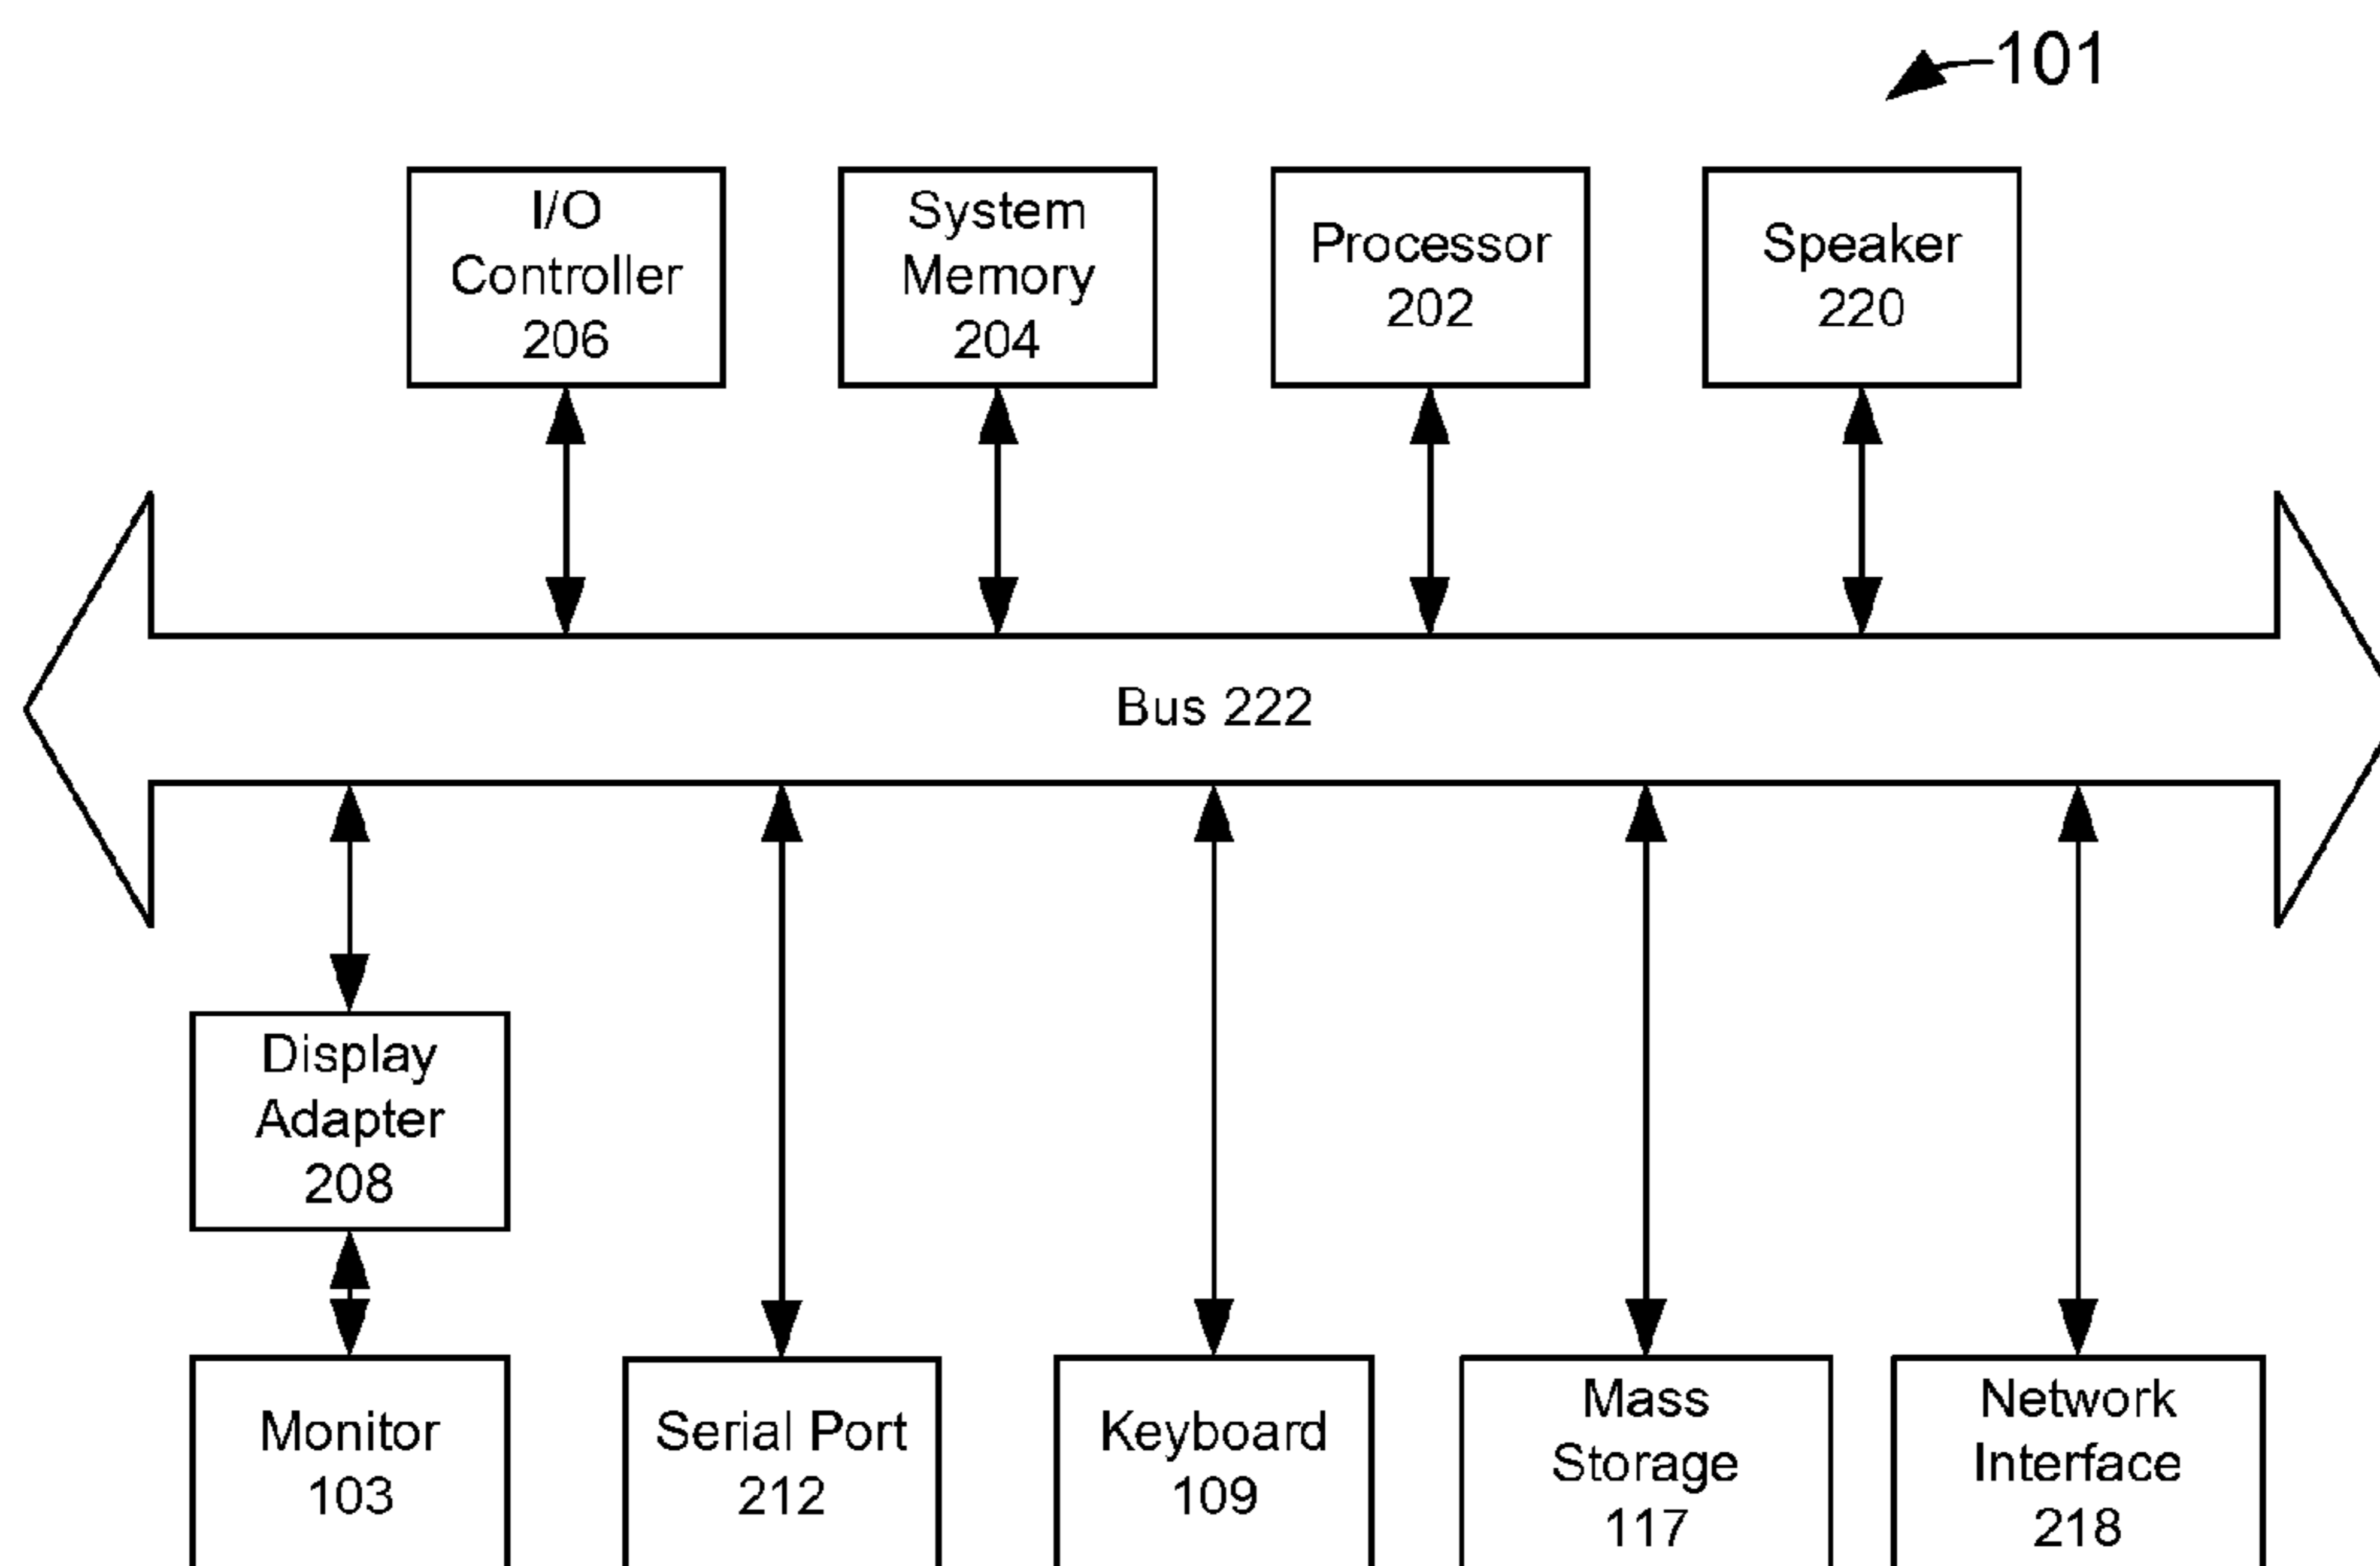 101
I/O
Controller
206
System
Memory
204
Processor
202
Speaker
220
Bus 222
Display
Adapter
208
Monitor
103
Serial Port
212
Keyboard
109
Mass
Storage
117
Network
Interface
218